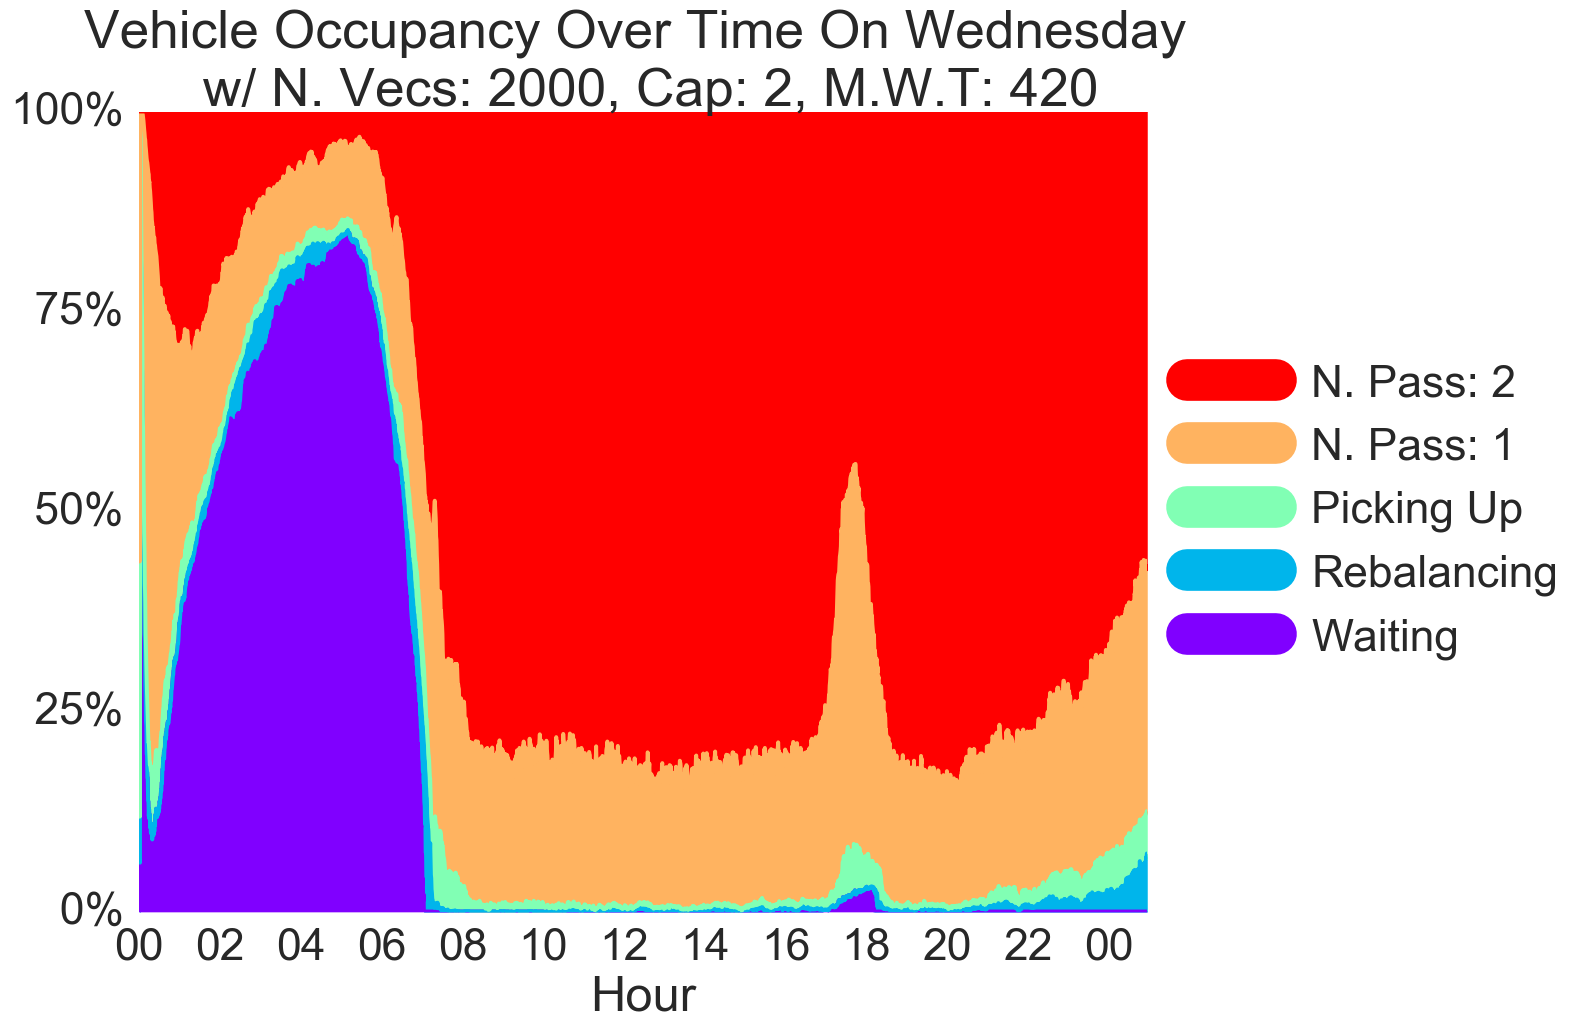 Vehicle Occupancy Over Time On Wednesday
w/ N. Vecs: 2000, Cap: 2, M.W.T: 420
100%
75%
50%
25%
0%
00 02 04 06 08 10 12 14 16 18 20 22 00
Hour
N. Pass: 2
N. Pass: 1
Picking Up
Rebalancing
Waiting